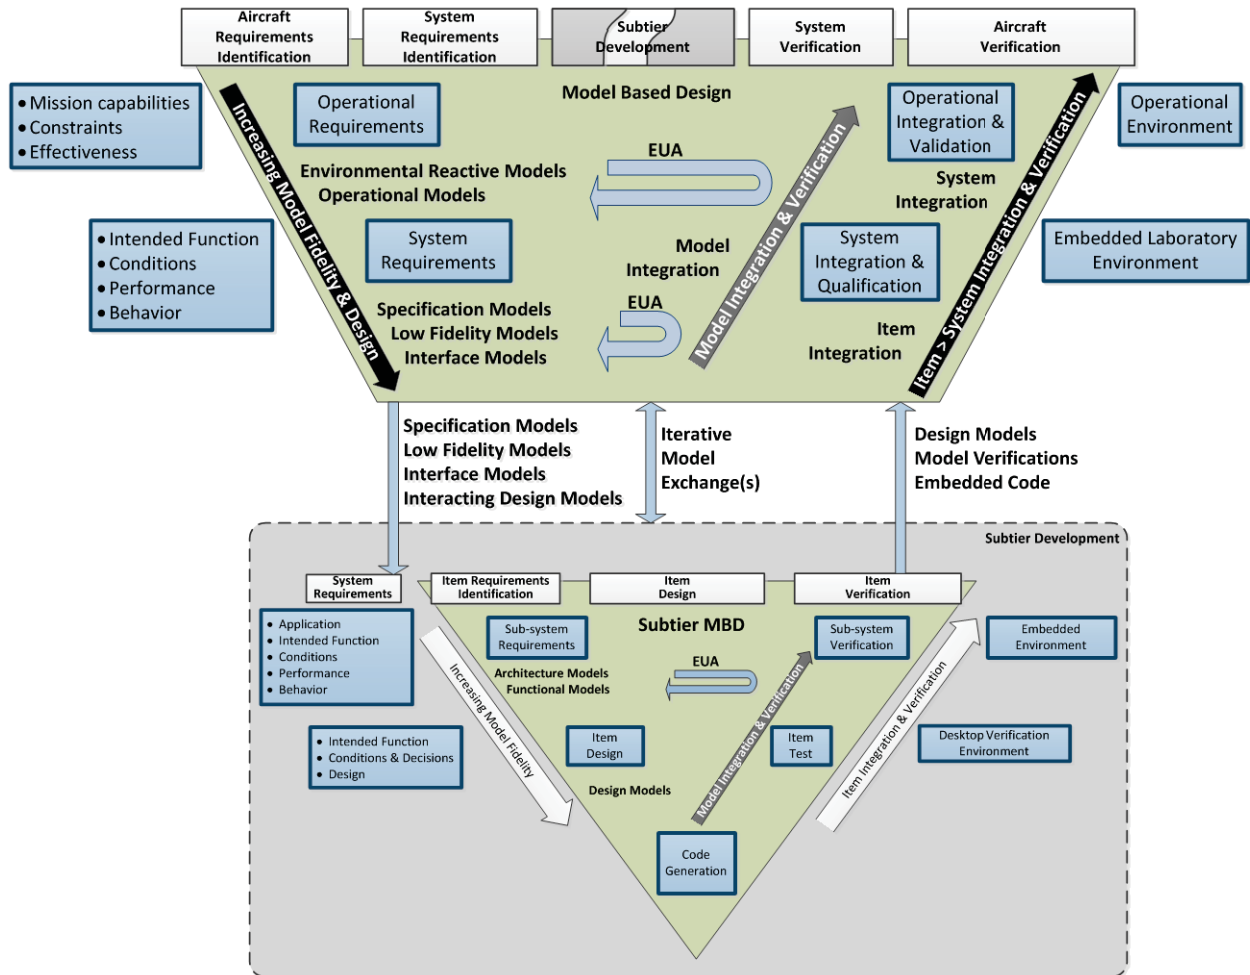 Aircraft
Requirements
Identification
System
Requirements
Identification
Subtier
Development
System
Verification
Aircraft
Verification
Model Based Design
• Mission capabilities
• Constraints
• Effectiveness
Increasing Model Fidelity & Design
Operational
Requirements
Environmental Reactive Models
Operational Models
EUA
Operational
Integration &
Validation
Operational
Environment
System
Integration
• Intended Function
• Conditions
• Performance
• Behavior
System
Requirements
Model
Integration
Model Integration & Verification
System
Integration &
Qualification
Item > System Integration & Verification
Embedded Laboratory
Environment
Specification Models
Low Fidelity Models
Interface Models
EUA
Item
Integration
Specification Models
Low Fidelity Models
Interface Models
Interacting Design Models
Iterative
Model
Exchange(s)
Design Models
Model Verifications
Embedded Code
Subtier Development
System
Requirements
Item Requirements
Identification
Item
Design
Item
Verification
• Application
• Intended Function
• Conditions
• Performance
• Behavior
Subtier MBD
Sub-system
Requirements
Sub-system
Verification
Embedded
Environment
Architecture Models
Functional Models
EUA
Increasing Model Fidelity
• Intended Function
• Conditions & Decisions
• Design
Item
Design
Model Integration & Verification
Item
Test
Item Integration & Verification
Desktop Verification
Environment
Design Models
Code
Generation